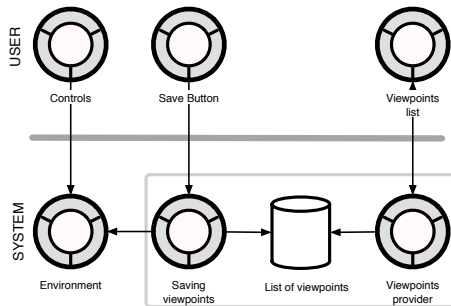 USER
Controls
Save Button
Viewpoints
list
SYSTEM
Environment
Saving
viewpoints
List of viewpoints
Viewpoints
provider